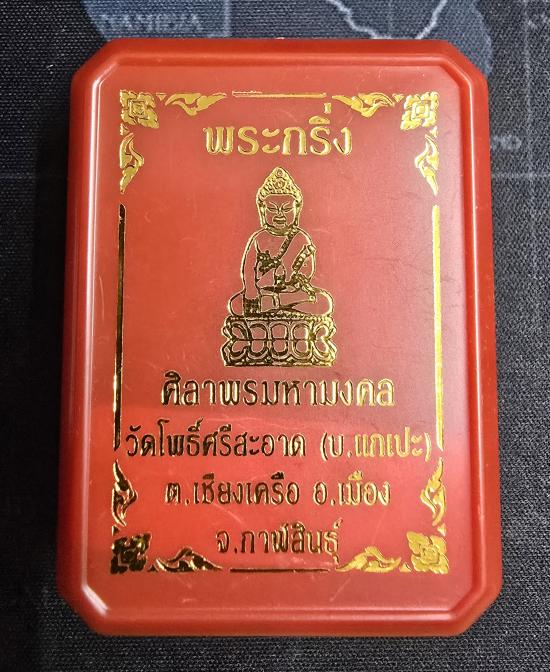 NAMIBIA
พระกริ่ง
ศิลาพรมหามงคล
วัดโพธิ์ศรีสะอาด (บ.แกเปะ)
ต.เชียงเครือ อ.เมือง
จ.กาฬสินธุ์